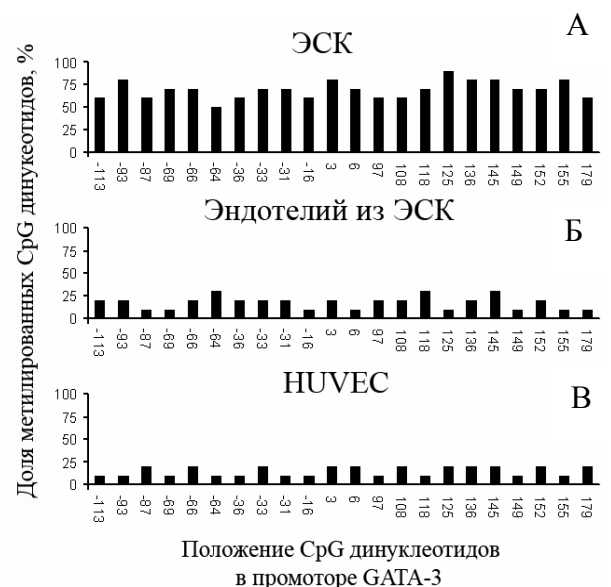 А
ЭСК
Доля метилированных CpG динукеотидов, %
100
75
50
25
0
-113 -93 -87 -69 -66 -64 -36 -33 -31 -16 3 6 97 108 118 125 136 145 149 152 155 179
Эндотелий из ЭСК
Б
100
75
50
25
0
-113 -93 -87 -69 -66 -64 -36 -33 -31 -16 3 6 97 108 118 125 136 145 149 152 155 179
HUVEC
В
100
75
50
25
0
-113 -93 -87 -69 -66 -64 -36 -33 -31 -16 3 6 97 108 118 125 136 145 149 152 155 179
Положение CpG динуклеотидов
в промоторе GATA-3